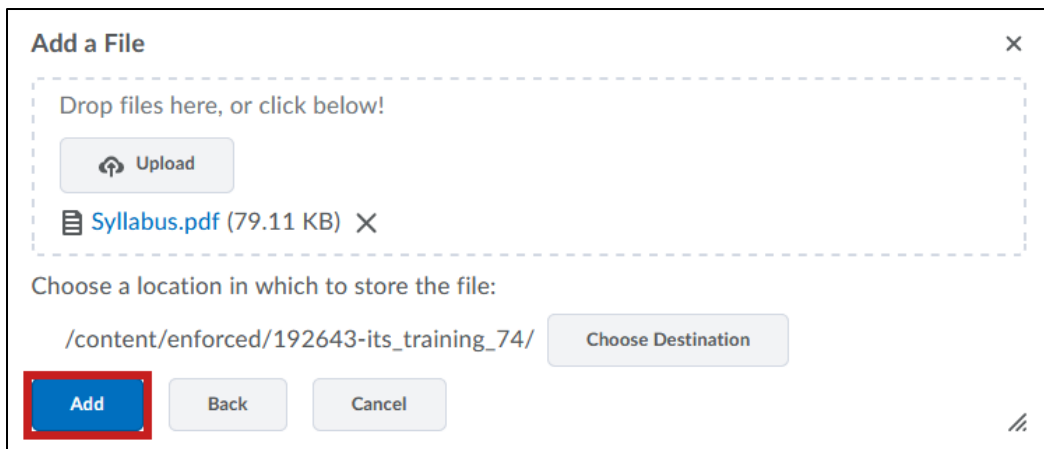 Add a File
Drop files here, or click below!
Upload
Syllabus.pdf (79.11 KB)
Choose a location in which to store the file:
/content/enforced/192643-its_training_74/ Choose Destination
Add Back Cancel